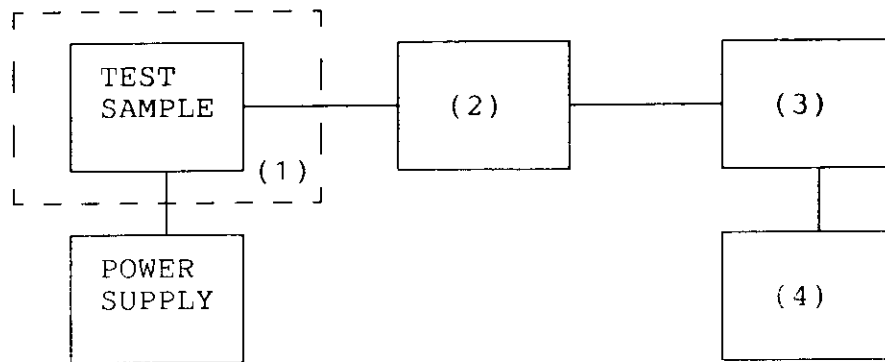 TEST
SAMPLE
(1)
(2)
(3)
POWER
SUPPLY
(4)